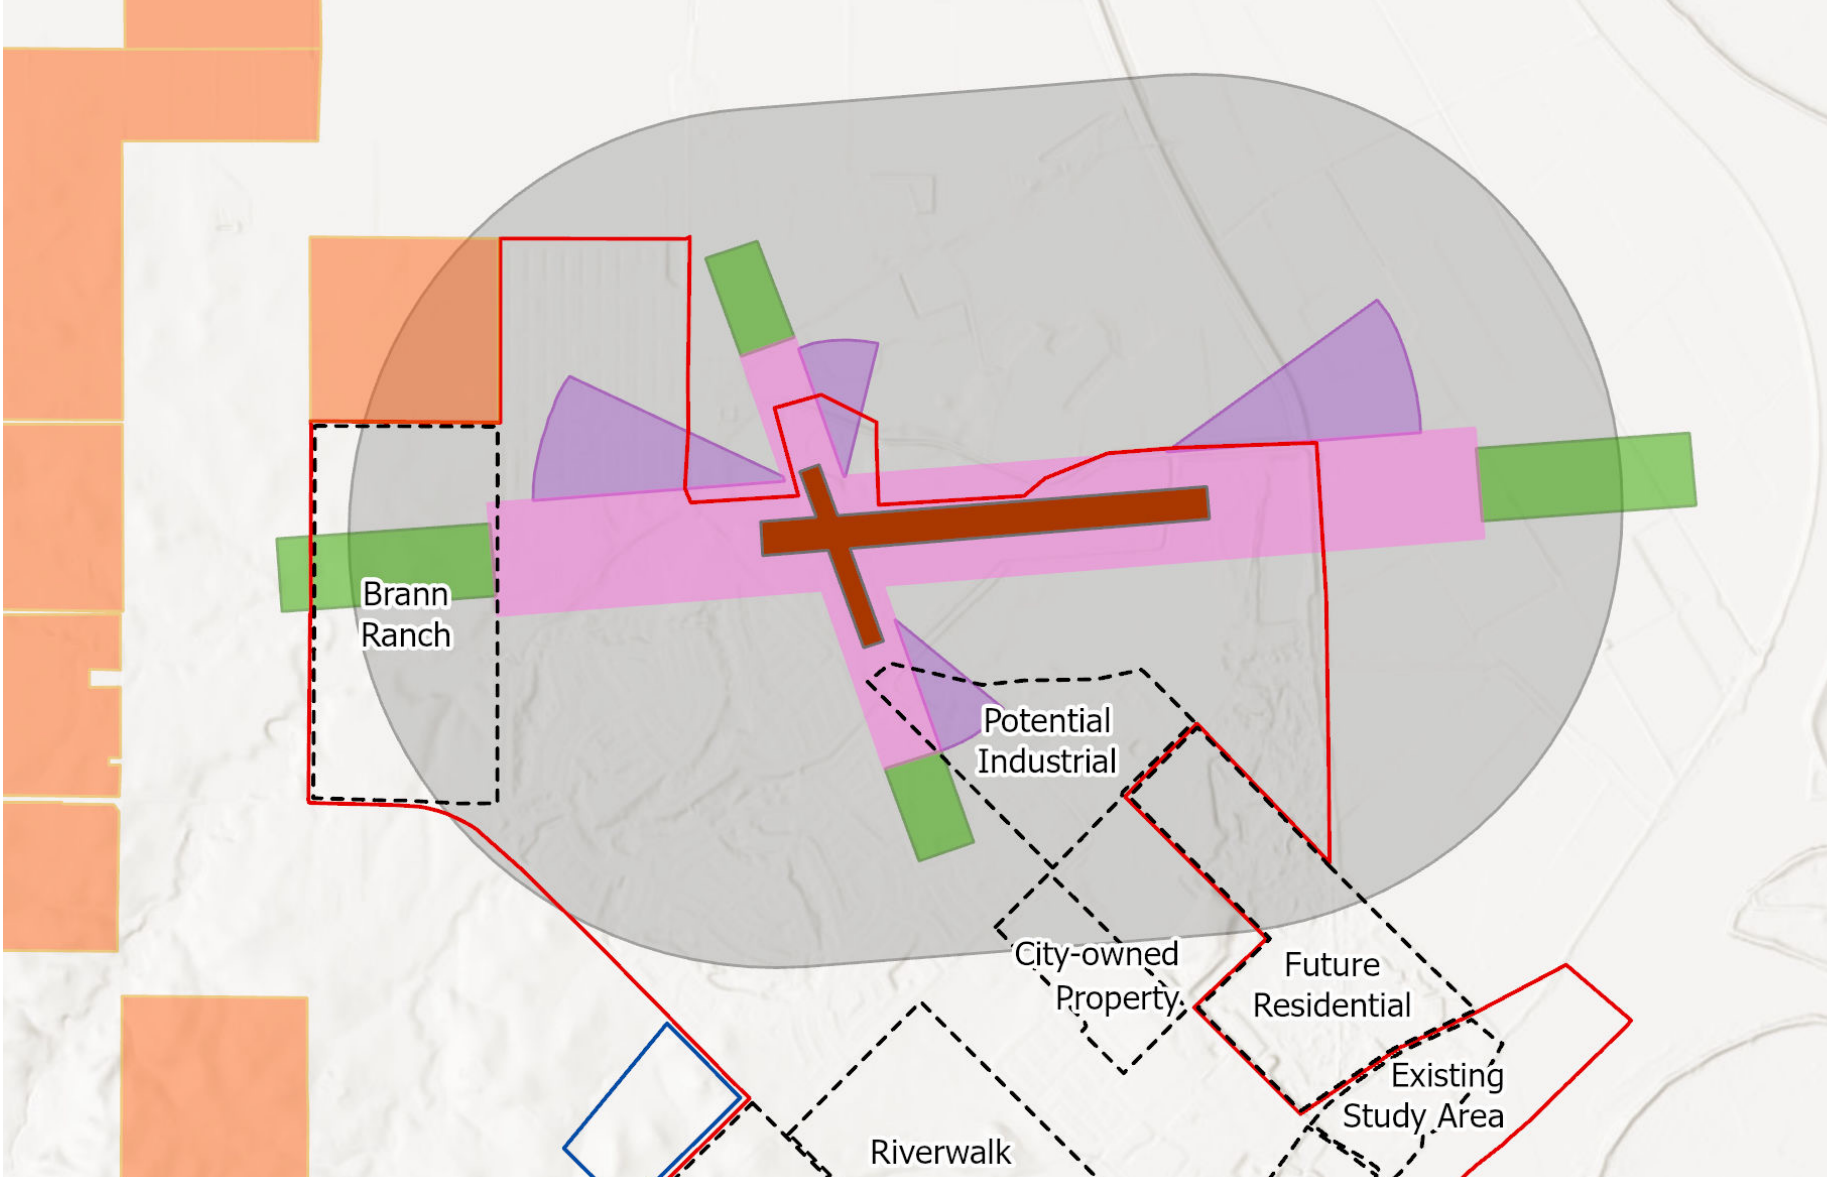 Brann
Ranch
Potential
Industrial
City-owned
Property
Future
Residential
Existing
Study Area
Riverwalk